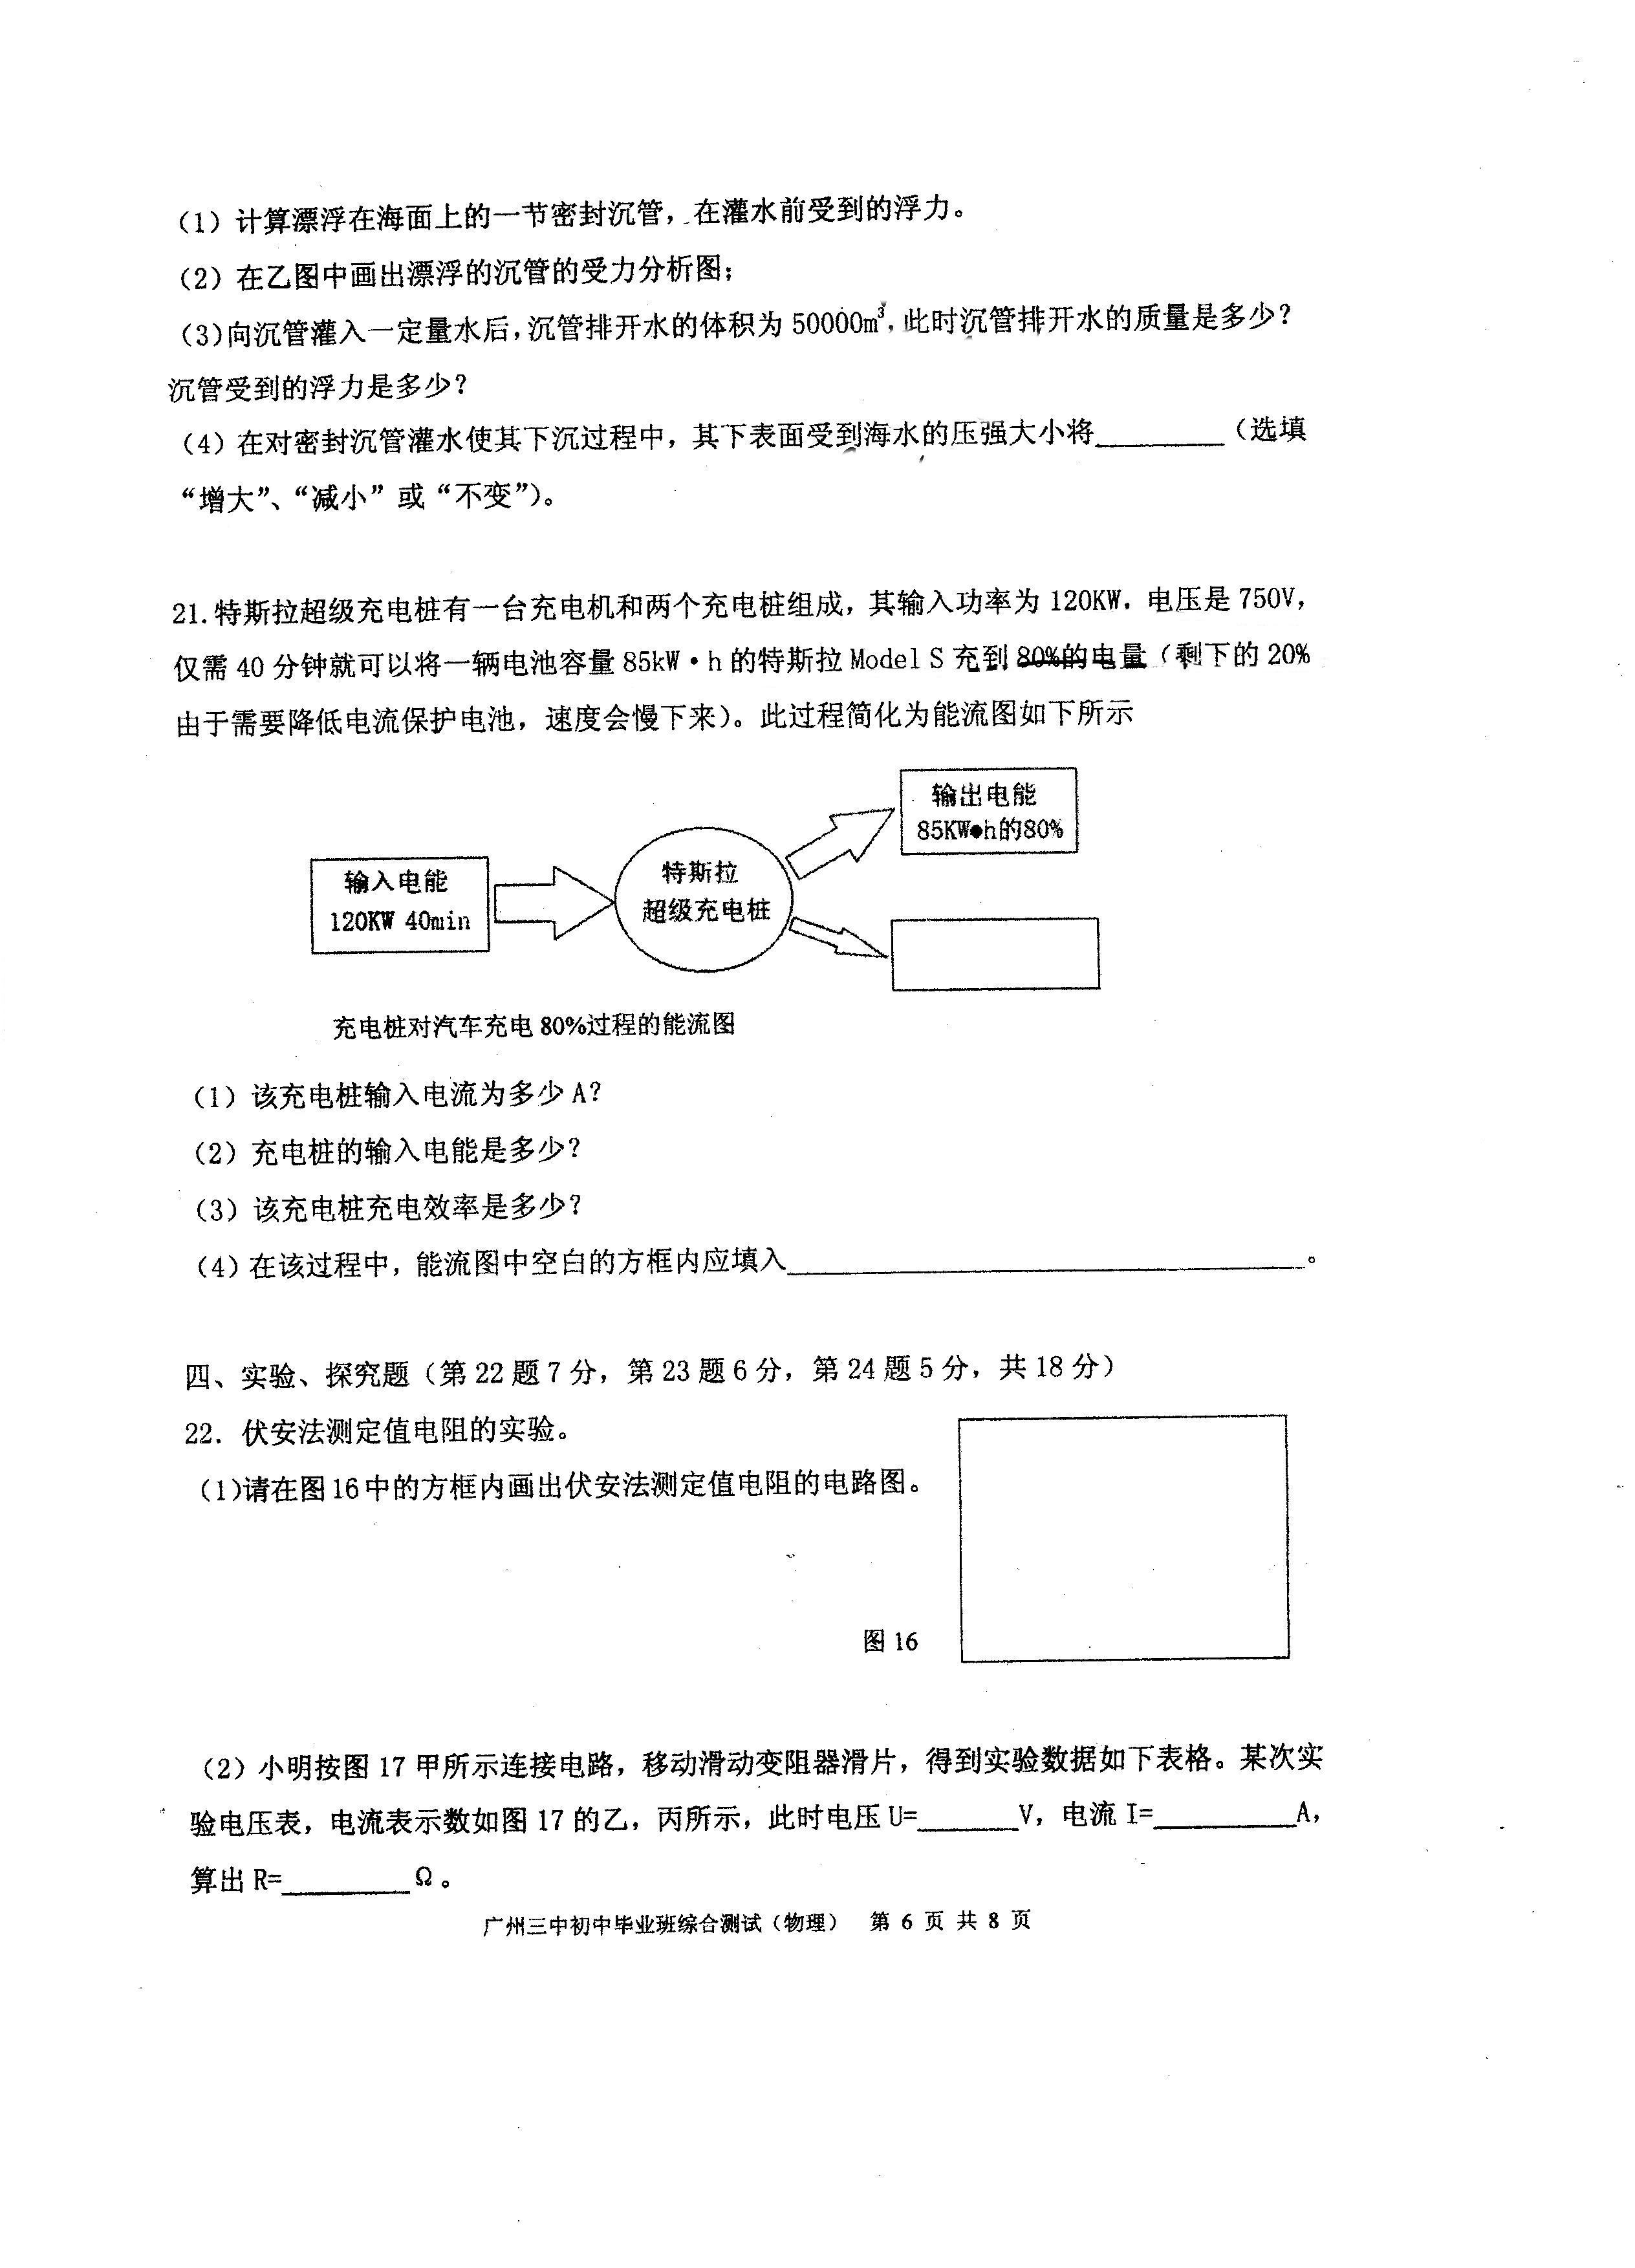 （1）计算漂浮在海面上的一节密封沉管，在灌水前受到的浮力。
（2）在乙图中画出漂浮的沉管的受力分析图；
（3)向沉管灌入一定量水后，沉管排开水的体积为 50000m³，此时沉管排开水的质量是多少？
沉管受到的浮力是多少？
（4）在对密封沉管灌水使其下沉过程中，其下表面受到海水的压强大小将________（选填
“增大”、“减小”或“不变”）。
21.特斯拉超级充电桩有一台充电机和两个充电桩组成，其输入功率为 120KW，电压是 750V，
仅需 40 分钟就可以将一辆电池容量 85kW·h 的特斯拉 Model S 充到 80%的电量（剩下的 20%
由于需要降低电流保护电池，速度会慢下来）。此过程简化为能流图如下所示
输出电能
85KW●h的80%
输入电能
120KW 40min
特斯拉
超级充电桩
充电桩对汽车充电 80%过程的能流图
（1）该充电桩输入电流为多少 A？
（2）充电桩的输入电能是多少？
（3）该充电桩充电效率是多少？
（4）在该过程中，能流图中空白的方框内应填入________________。
四、实验、探究题（第 22 题 7 分，第 23 题 6 分，第 24 题 5 分，共 18 分）
22．伏安法测定值电阻的实验。
（1)请在图 16 中的方框内画出伏安法测定值电阻的电路图。
图 16
（2）小明按图 17 甲所示连接电路，移动滑动变阻器滑片，得到实验数据如下表格。某次实
验电压表，电流表示数如图 17 的乙，丙所示，此时电压 U=______V，电流 I=________A，
算出 R=________Ω。
广州三中初中毕业班综合测试（物理） 第 6 页 共 8 页